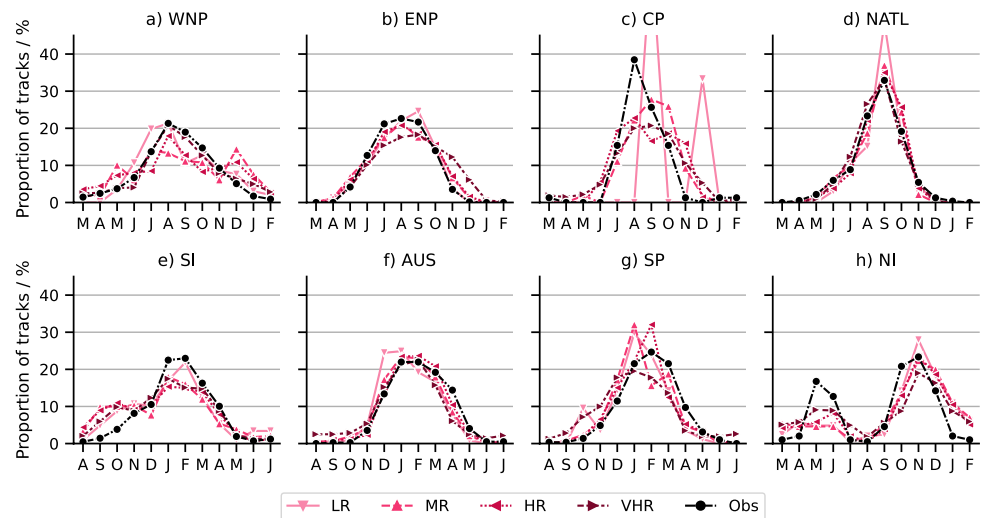 a) WNP b) ENP c) CP d) NATL
Proportion of tracks / %
40
30
20
10
0
M A M J J A S O N D J F M A M J J A S O N D J F M A M J J A S O N D J F M A M J J A S O N D J F
e) SI f) AUS g) SP h) NI
Proportion of tracks / %
40
30
20
10
0
A S O N D J F M A M J J A S O N D J F M A M J J A S O N D J F M A M J J M A M J J A S O N D J F
LR MR HR VHR Obs